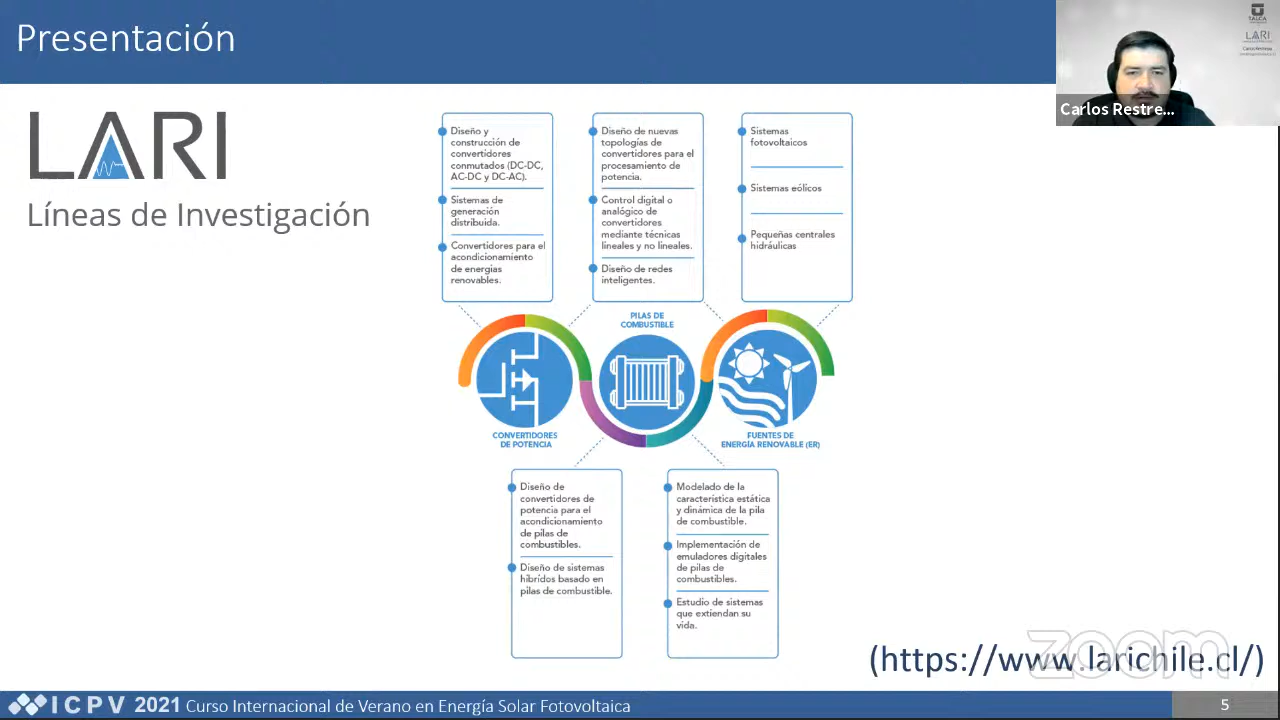 Presentación
TALCA
LARI
Carlos Restre...
LARI
Líneas de Investigación
Diseño y
construcción de
convertidores
conmutados (DC-DC,
AC-DC y DC-AC).
Sistemas de
generación
distribuida.
Convertidores para el
acondicionamiento
de energias
renovables.
Diseño de nuevas
topologías de
convertidores para el
procesamiento de
potencia.
Control digital o
analógico de
convertidores
mediante técnicas
lineales y no lineales.
Diseño de redes
inteligentes.
Sistemas
fotovoltaicos
Sistemas eólicos
Pequeñas centrales
hidráulicas
PILAS DE
COMBUSTIBLE
CONVERTIDORES
DE POTENCIA
FUENTES DE
ENERGÍA RENOVABLE (ER)
Diseño de
convertidores de
potencia para el
acondicionamiento
de pilas de
combustibles.
Diseño de sistemas
híbridos basado en
pilas de combustible.
Modelado de la
caracteristica estática
y dinámica de la pila
de combustible.
Implementación de
emuladores digitales
de pilas de
combustibles.
Estudio de sistemas
que extiendan su
vida.
zoom
(https://www.larichile.cl/)
ICPV 2021 Curso Internacional de Verano en Energía Solar Fotovoltaica
5